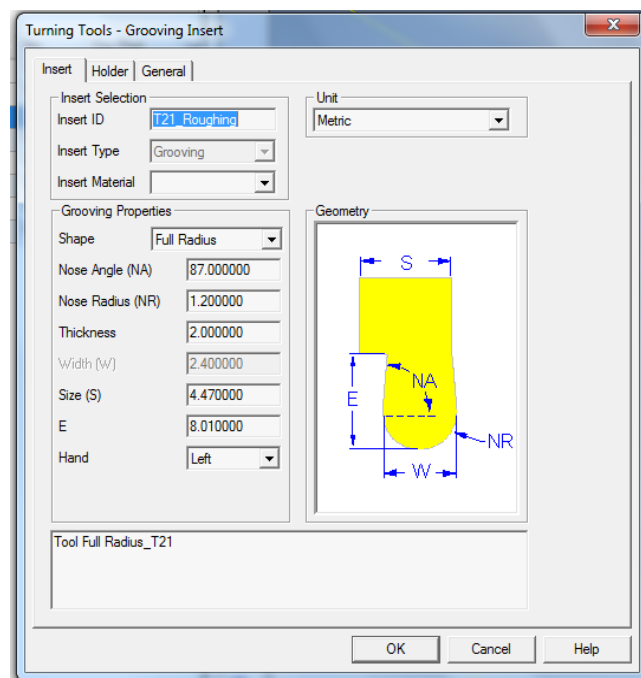 Turning Tools - Grooving Insert
Insert
Holder
General
Insert Selection
Insert ID
T21_Roughing
Insert Type
Grooving
Insert Material
Unit
Metric
Grooving Properties
Shape
Full Radius
Nose Angle (NA)
87.000000
Nose Radius (NR)
1.200000
Thickness
2.000000
Width (W)
2.400000
Size (S)
4.470000
E
8.010000
Hand
Left
Geometry
S
NA
E
NR
W
Tool Full Radius_T21
OK
Cancel
Help